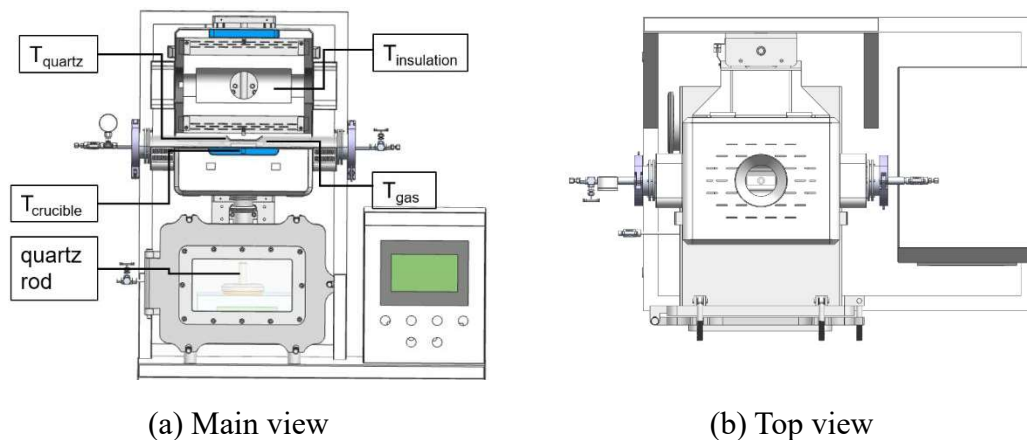 T_quartz
T_insulation
T_crucible
T_gas
quartz
rod
(a) Main view
(b) Top view